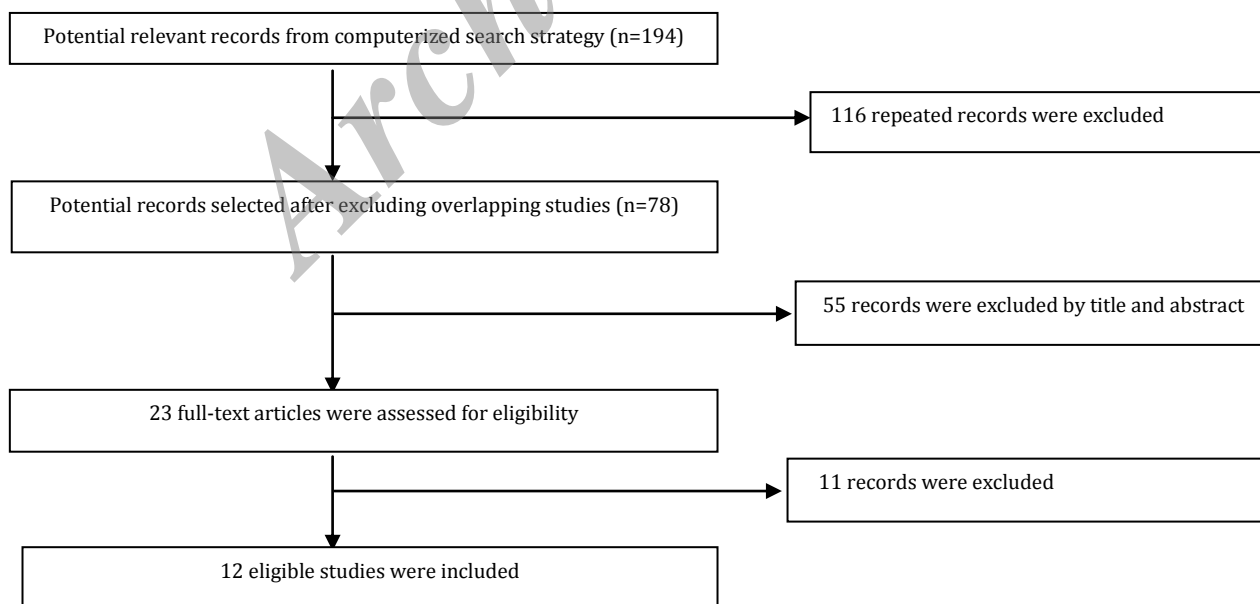 Potential relevant records from computerized search strategy (n=194)
116 repeated records were excluded
Potential records selected after excluding overlapping studies (n=78)
55 records were excluded by title and abstract
23 full-text articles were assessed for eligibility
11 records were excluded
12 eligible studies were included
Arch